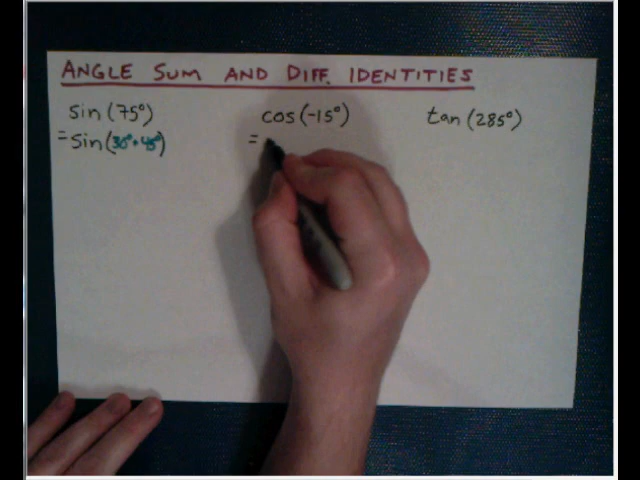 ANGLE SUM AND DIFF. IDENTITIES
sin (75°)
= sin (30° + 45°)
cos (-15°)
=
tan (285°)